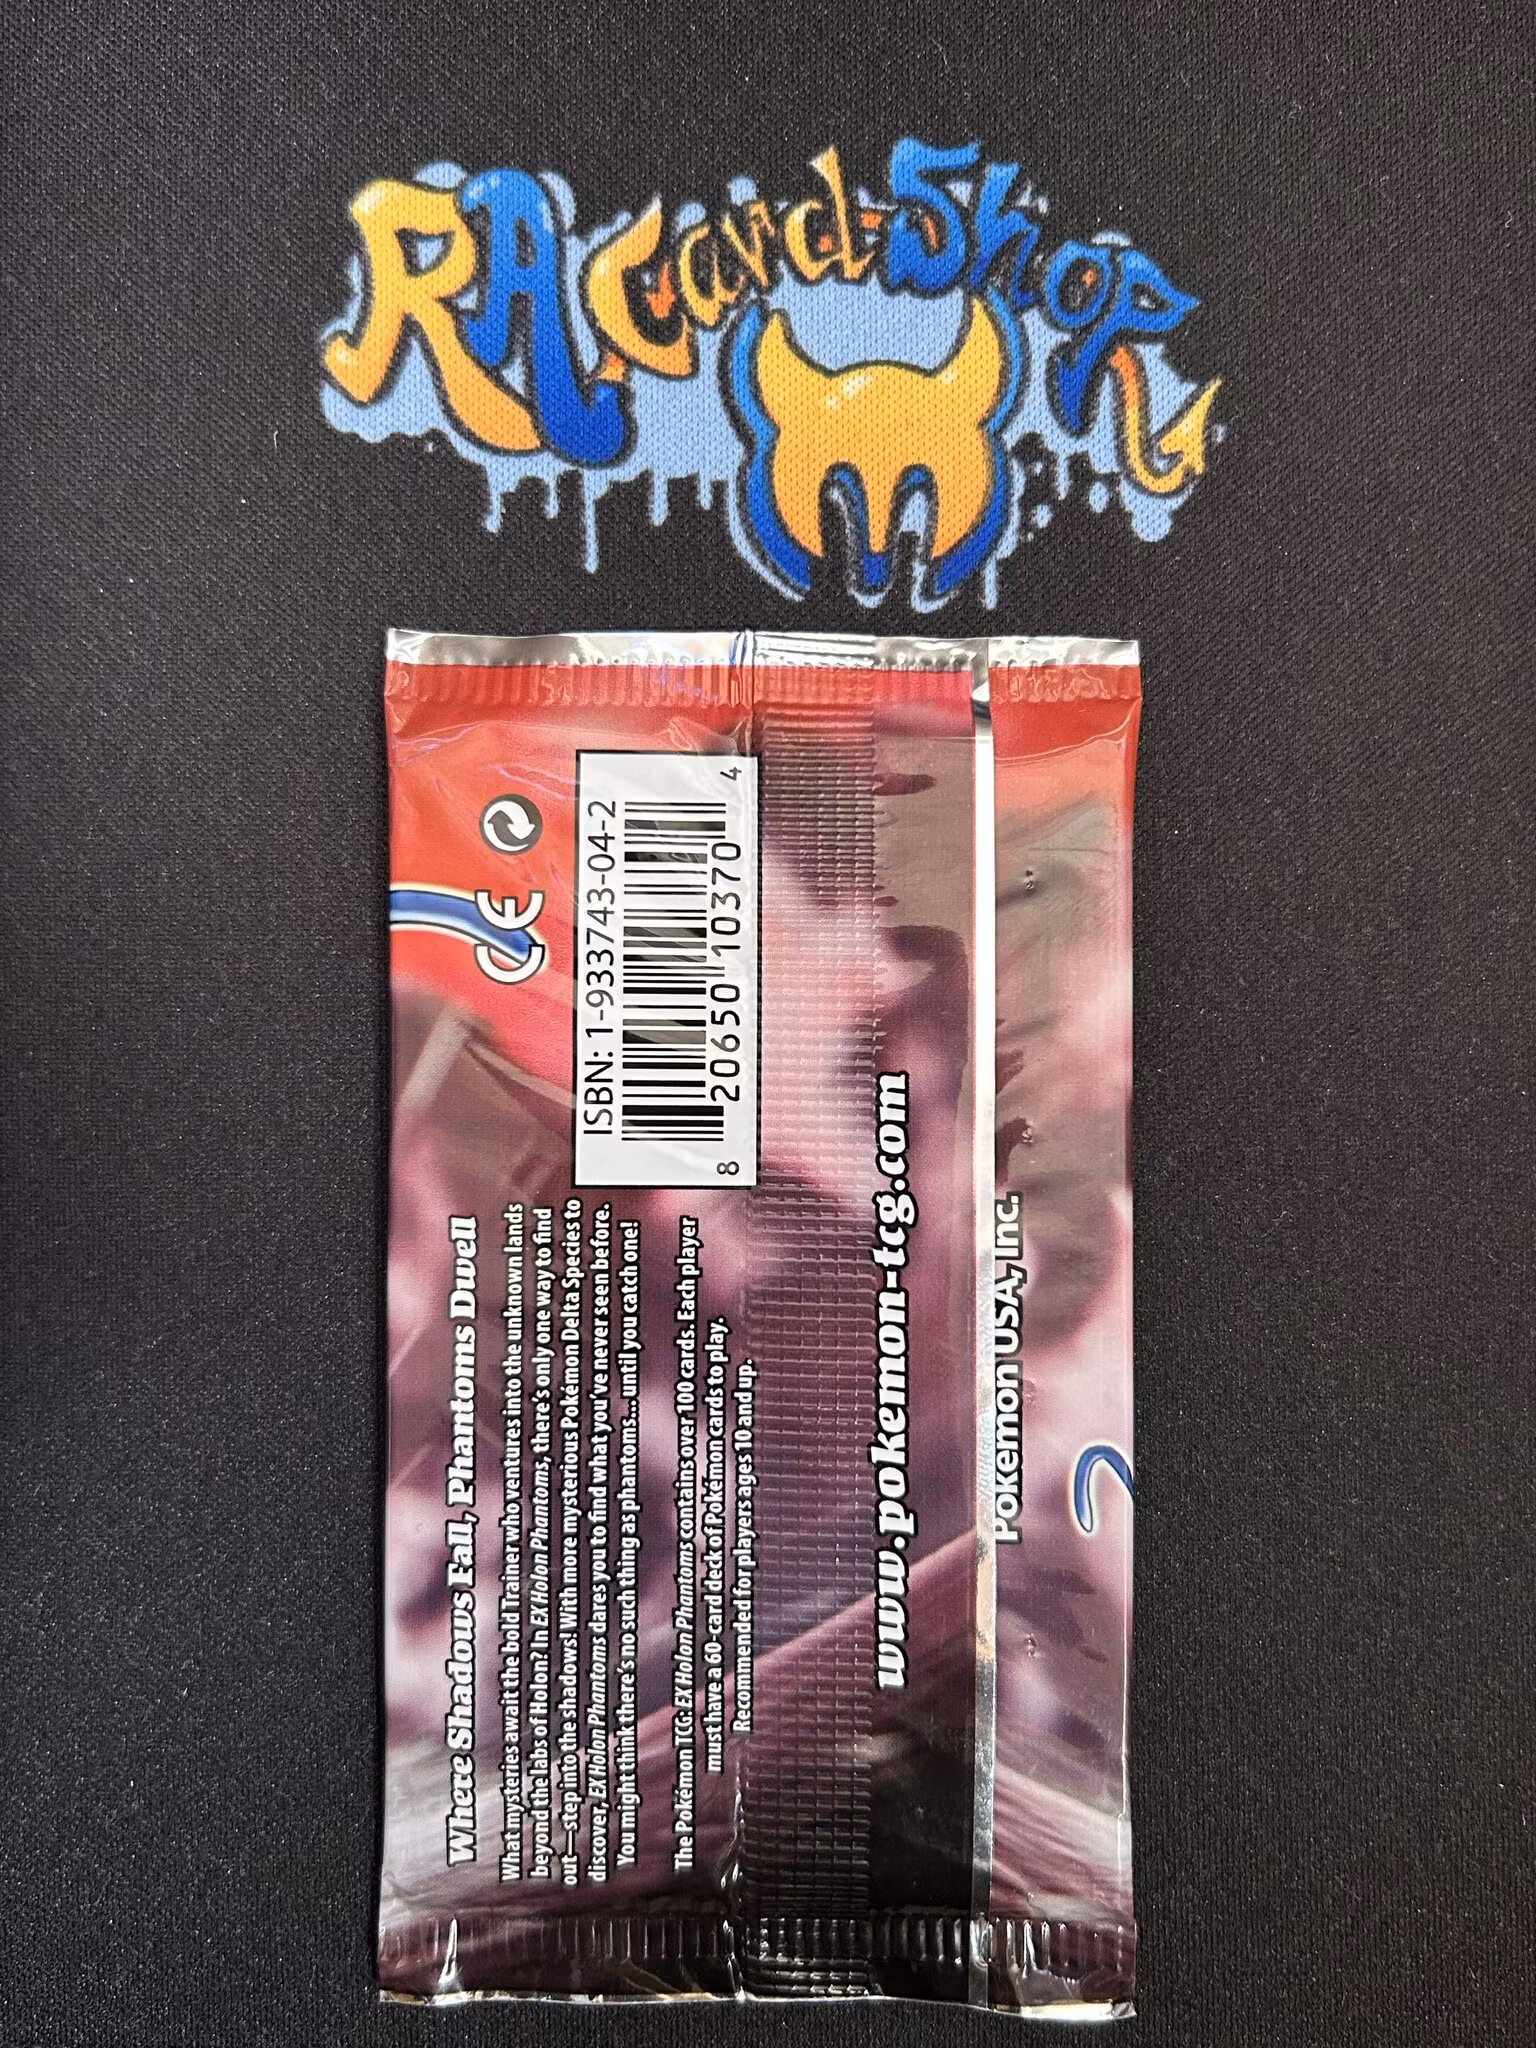 RA Card Shop
Where Shadows Fall, Phantoms Dwell
What mysteries await the bold Trainer who ventures into the unknown lands
beyond the labs of Holon? In EX Holon Phantoms, there's only one way to find
out—step into the shadows! With more mysterious Pokémon Delta Species to
discover, EX Holon Phantoms dares you to find what you've never seen before.
You might think there's no such thing as phantoms... until you catch one!
The Pokémon TCG: EX Holon Phantoms contains over 100 cards. Each player
must have a 60-card deck of Pokémon cards to play.
Recommended for players ages 10 and up.
CE
ISBN: 1-933743-04-2
8 20650 10370 4
www.pokemon-tcg.com
Pokémon USA, Inc.